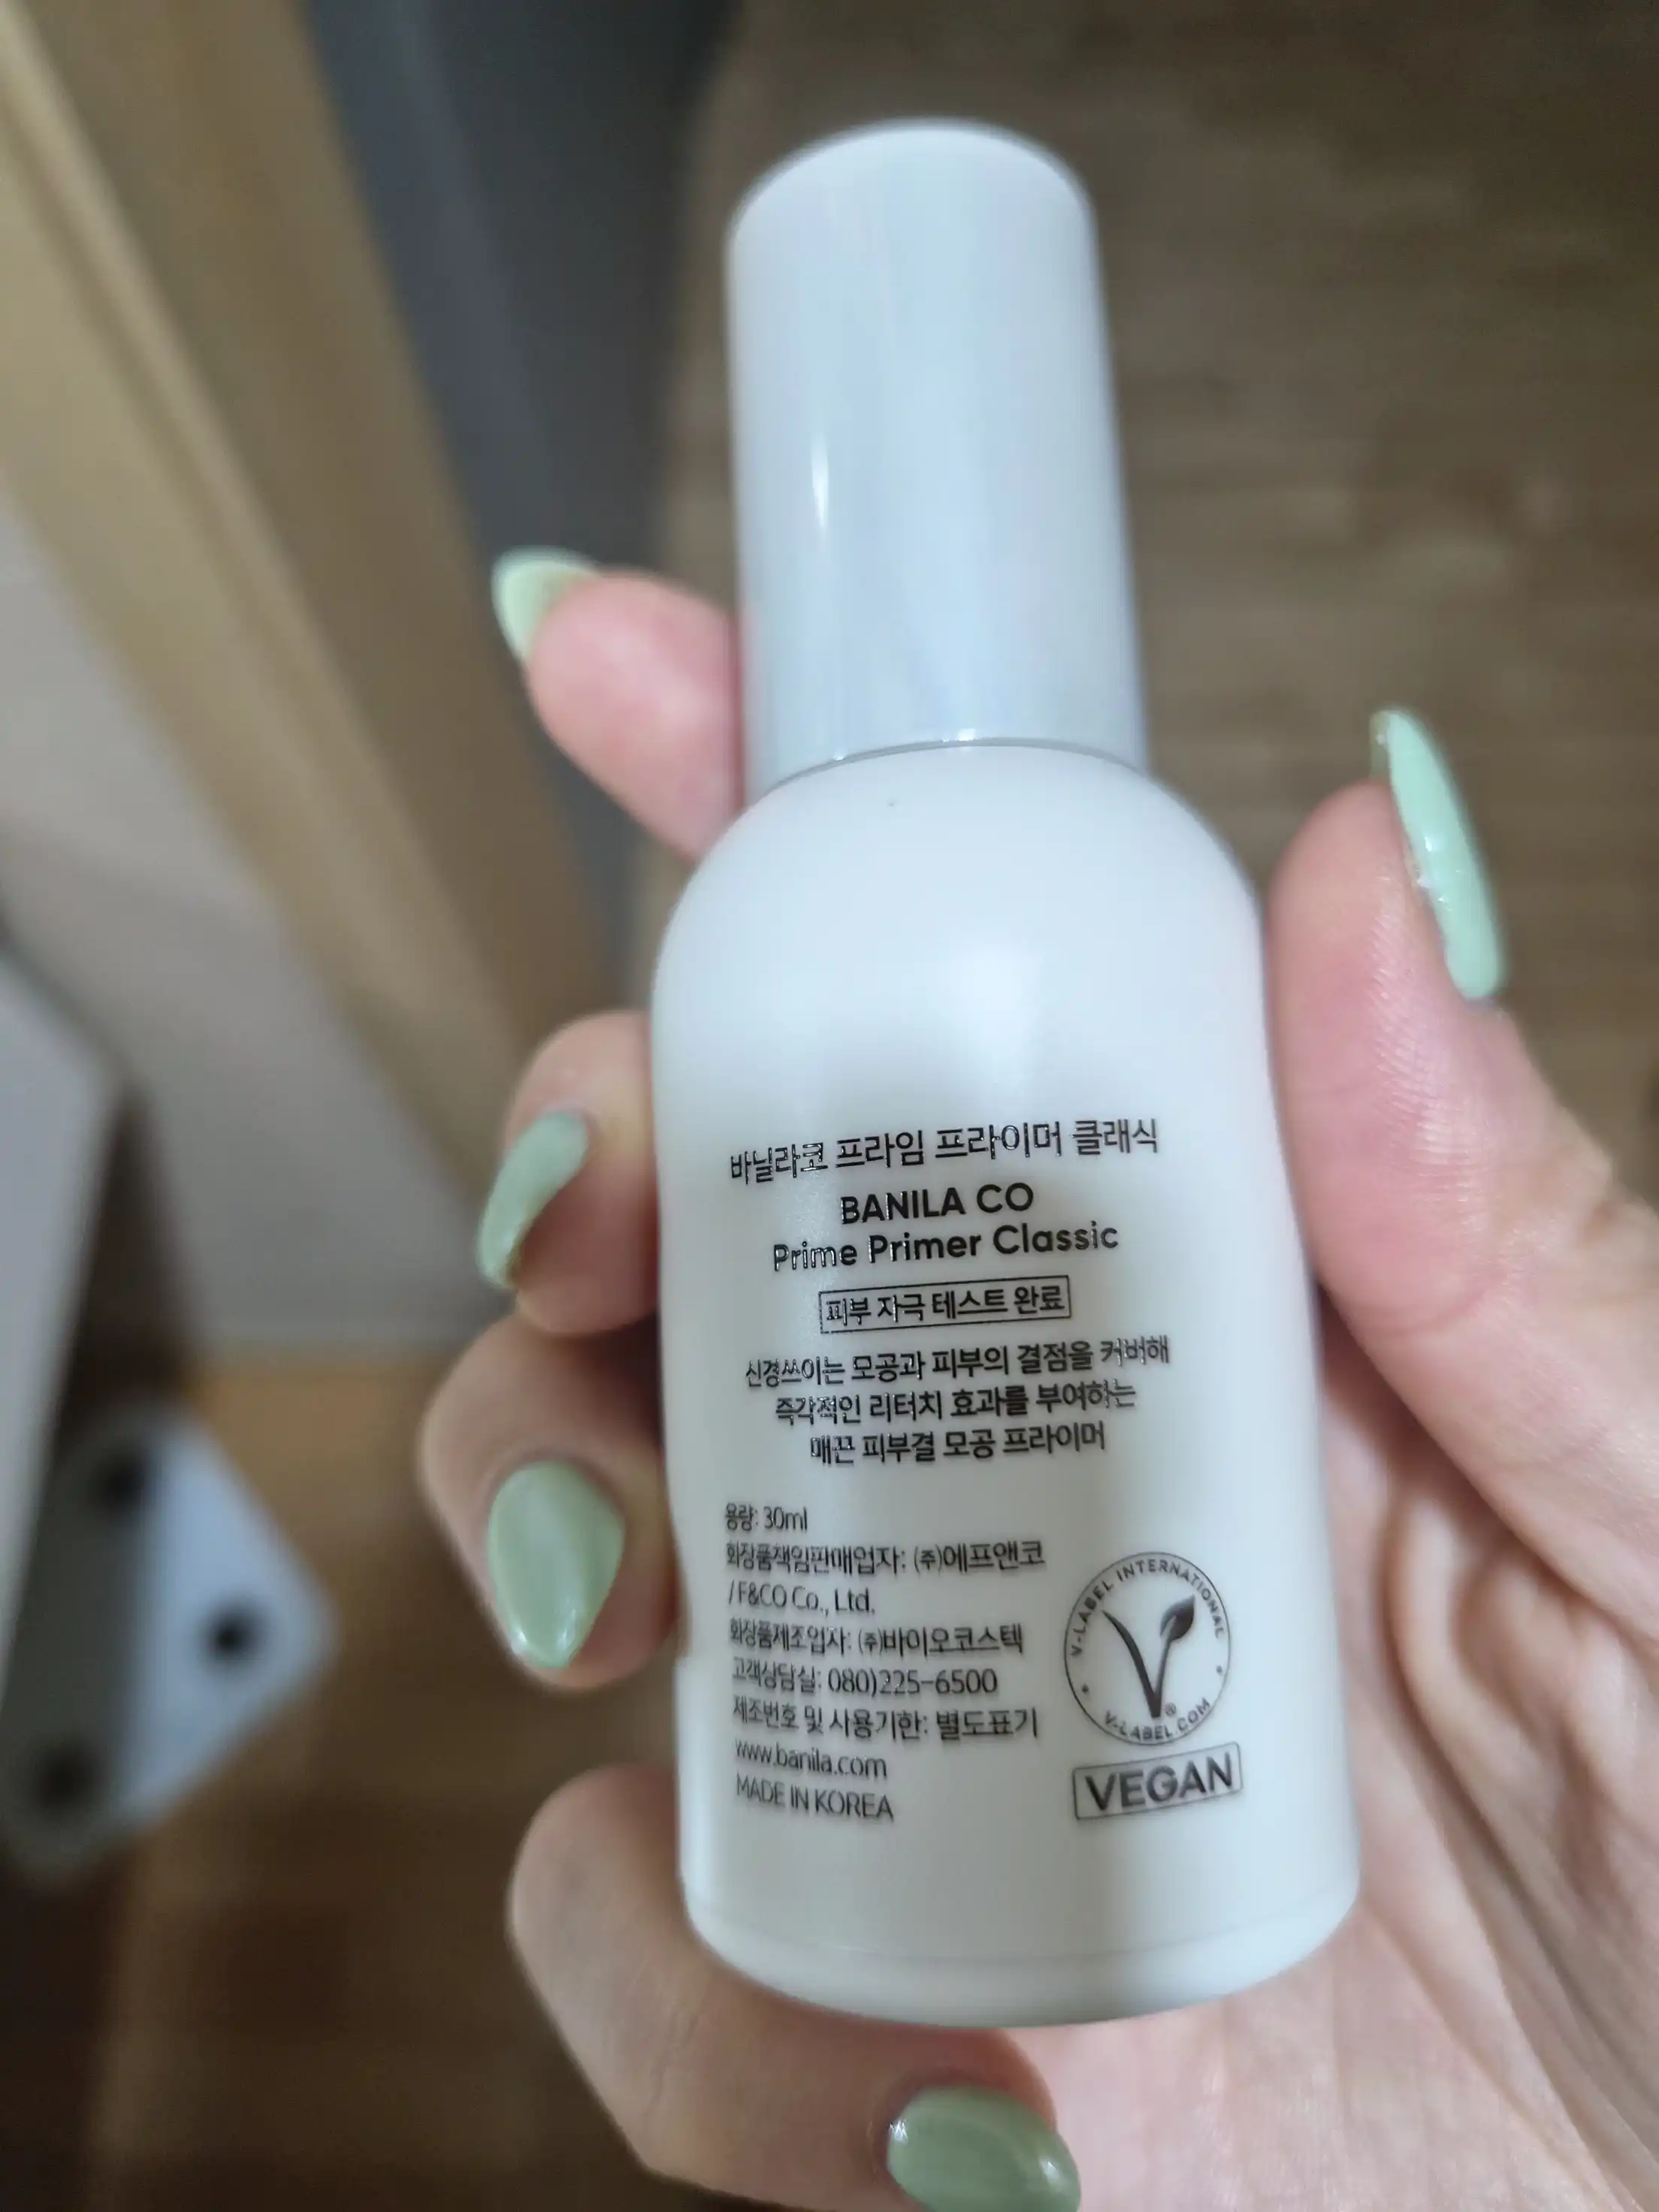 바닐라코 프라임 프라이머 클래식
BANILA CO
Prime Primer Classic
피부 자극 테스트 완료
신경쓰이는 모공과 피부의 결점을 커버해
즉각적인 리터치 효과를 부여하는
매끈 피부결 모공 프라이머
용량: 30ml
화장품책임판매업자: (주)에프앤코
/ F&CO Co., Ltd.
화장품제조업자: (주)바이오코스텍
고객상담실: 080)225-6500
제조번호 및 사용기한: 별도표기
www.banila.com
MADE IN KOREA
V-LABEL INTERNATIONAL
®
V-LABEL.COM
VEGAN